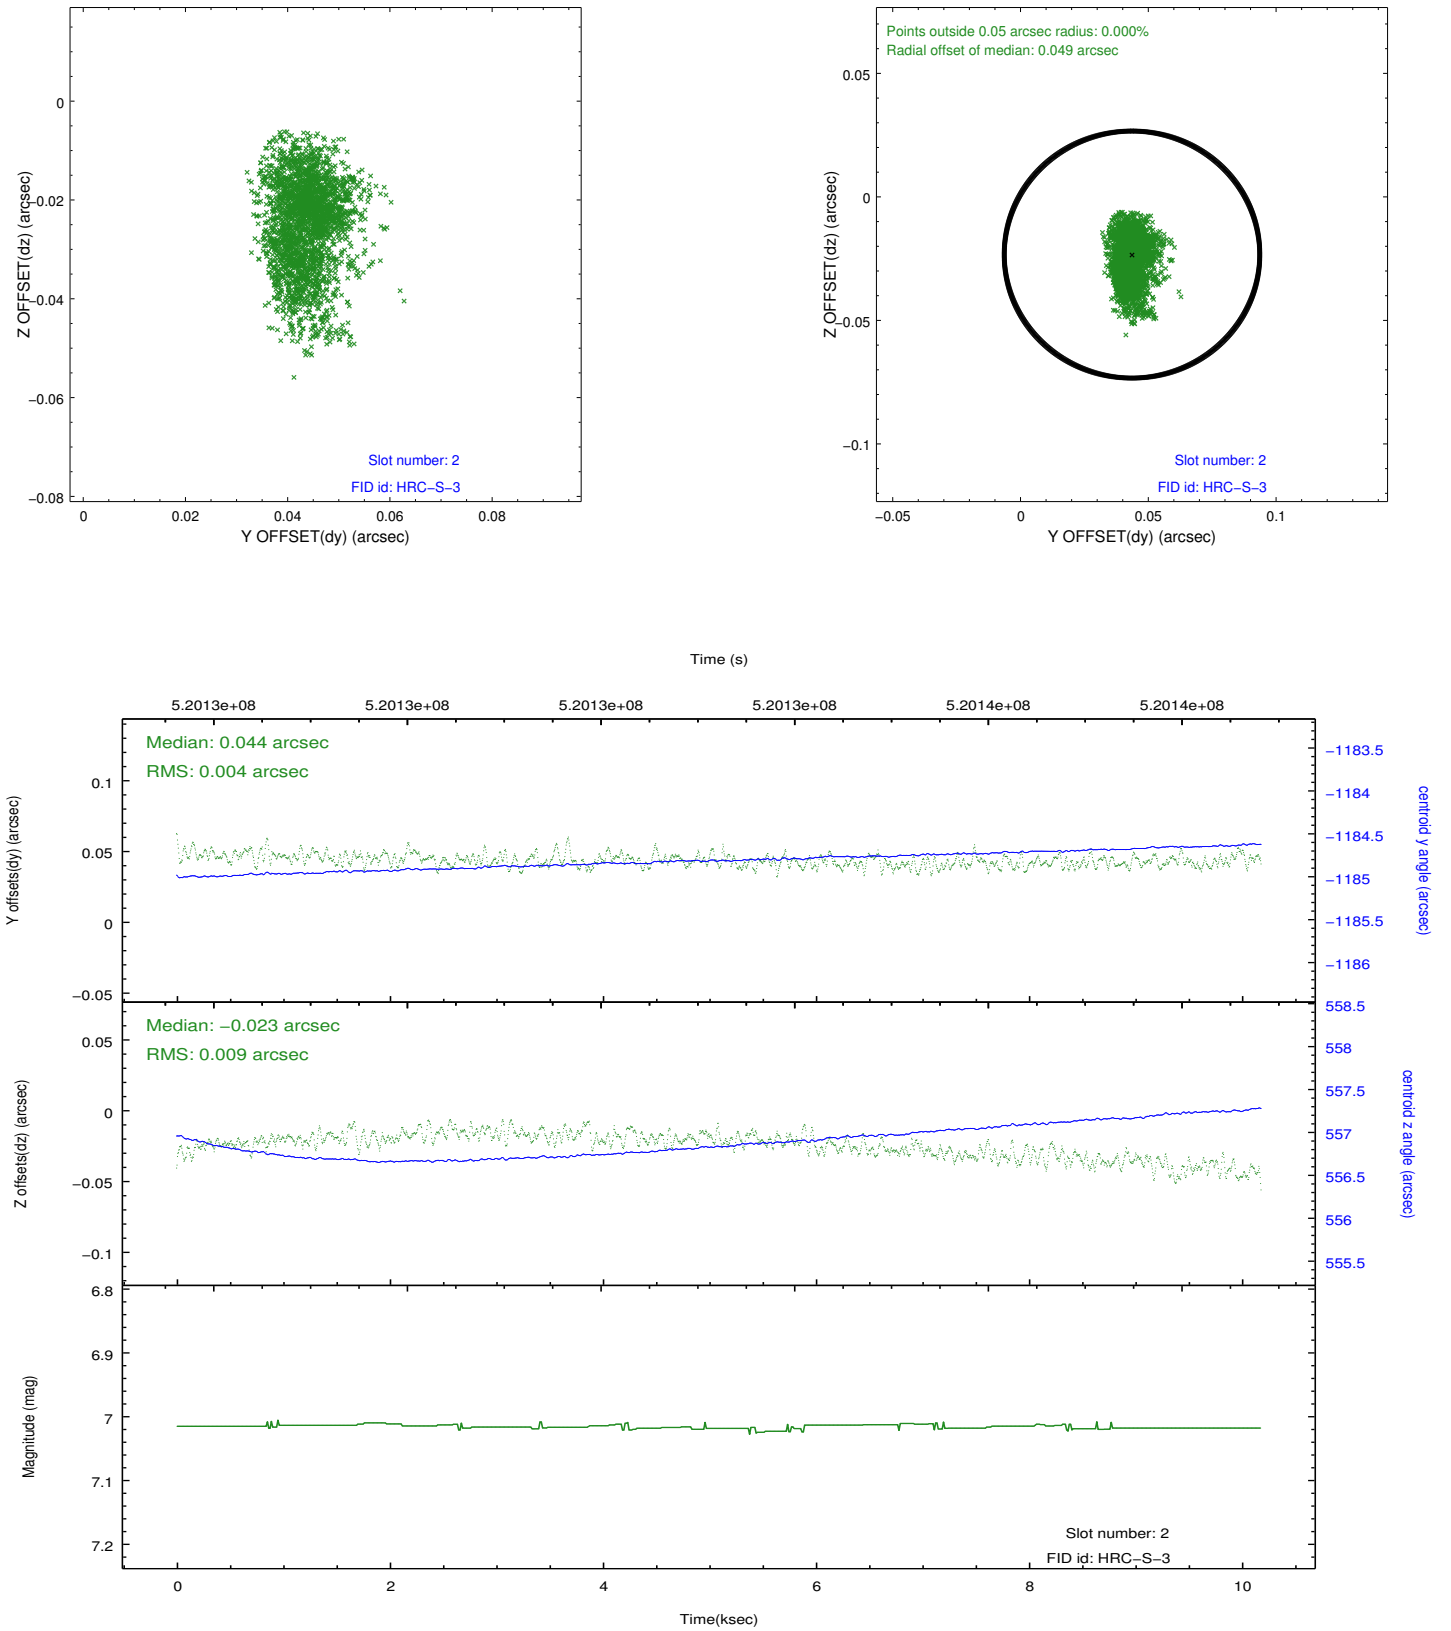 0
−0.02
−0.04
−0.06
−0.08
Z OFFSET(dz) (arcsec)
Slot number: 2
FID id: HRC−S−3
0
0.02
0.04
0.06
0.08
Y OFFSET(dy) (arcsec)
Points outside 0.05 arcsec radius: 0.000%
Radial offset of median: 0.049 arcsec
0.05
0
−0.05
−0.1
Z OFFSET(dz) (arcsec)
Slot number: 2
FID id: HRC−S−3
−0.05
0
0.05
0.1
Y OFFSET(dy) (arcsec)
Time (s)
5.2013e+08
5.2013e+08
5.2013e+08
5.2013e+08
5.2014e+08
5.2014e+08
Median: 0.044 arcsec
RMS: 0.004 arcsec
0.1
0.05
0
−0.05
Y offsets(dy) (arcsec)
−1183.5
−1184
−1184.5
−1185
−1185.5
−1186
centroid y angle (arcsec)
Median: −0.023 arcsec
RMS: 0.009 arcsec
0.05
0
−0.05
−0.1
Z offsets(dz) (arcsec)
558.5
558
557.5
557
556.5
556
555.5
centroid z angle (arcsec)
6.8
6.9
7
7.1
7.2
Magnitude (mag)
Slot number: 2
FID id: HRC−S−3
0
2
4
6
8
10
Time(ksec)